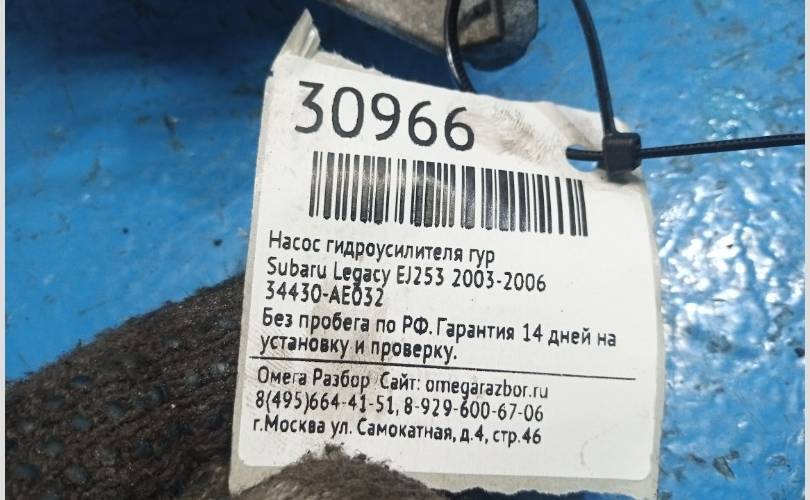 30966
Насос гидроусилителя гур
Subaru Legacy EJ253 2003-2006
34430-AE032
Без пробега по РФ. Гарантия 14 дней на
установку и проверку.
Омега Разбор Сайт: omegarazbor.ru
8(495)664-41-51, 8-929-600-67-06
г.Москва ул. Самокатная, д.4, стр.46